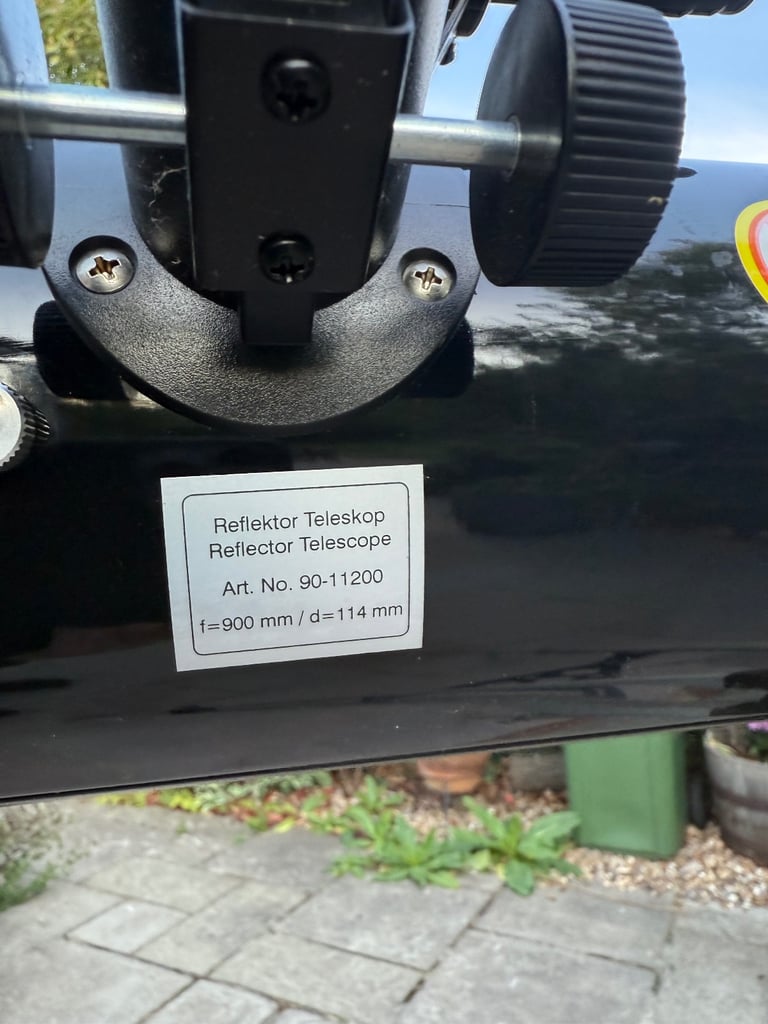 Reflektor Teleskop
Reflector Telescope
Art. No. 90-11200
f=900 mm / d=114 mm